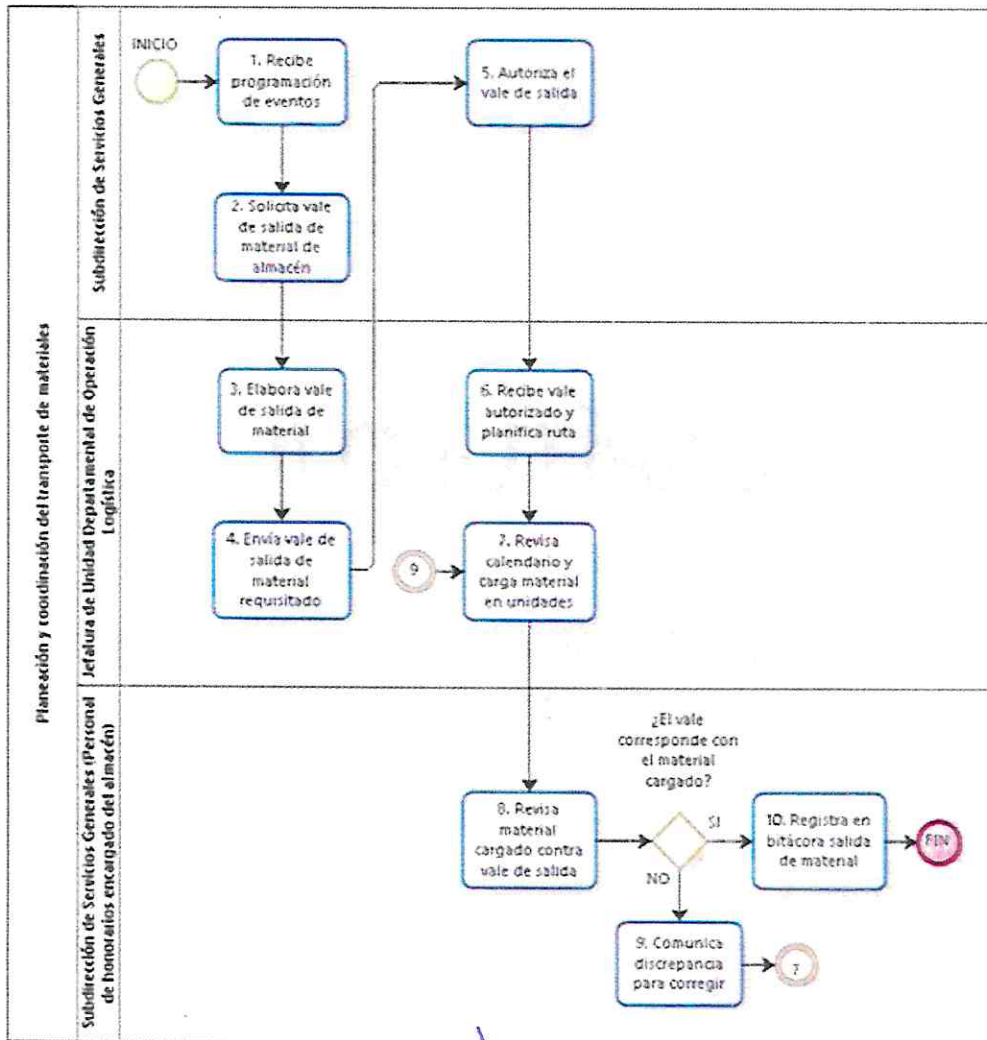 Planeación y coordinación del transporte de materiales
Subdirección de Servicios Generales
INICIO
1. Recibe
programación
de eventos
2. Solicita vale
de salida de
material de
almacén
5. Autoriza el
vale de salida
Jefatura de Unidad Departamental de Operación
Logística
3. Elabora vale
de salida de
material
4. Envía vale de
salida de
material
requisitado
6. Recibe vale
autorizado y
planifica ruta
9
7. Revisa
calendario y
carga material
en unidades
Subdirección de Servicios Generales (Personal
de honorarios encargado del almacén)
8. Revisa
material
cargado contra
vale de salida
¿El vale
corresponde con
el material
cargado?
SI
NO
10. Registra en
bitácora salida
de material
FIN
9. Comunica
discrepancia
para corregir
7